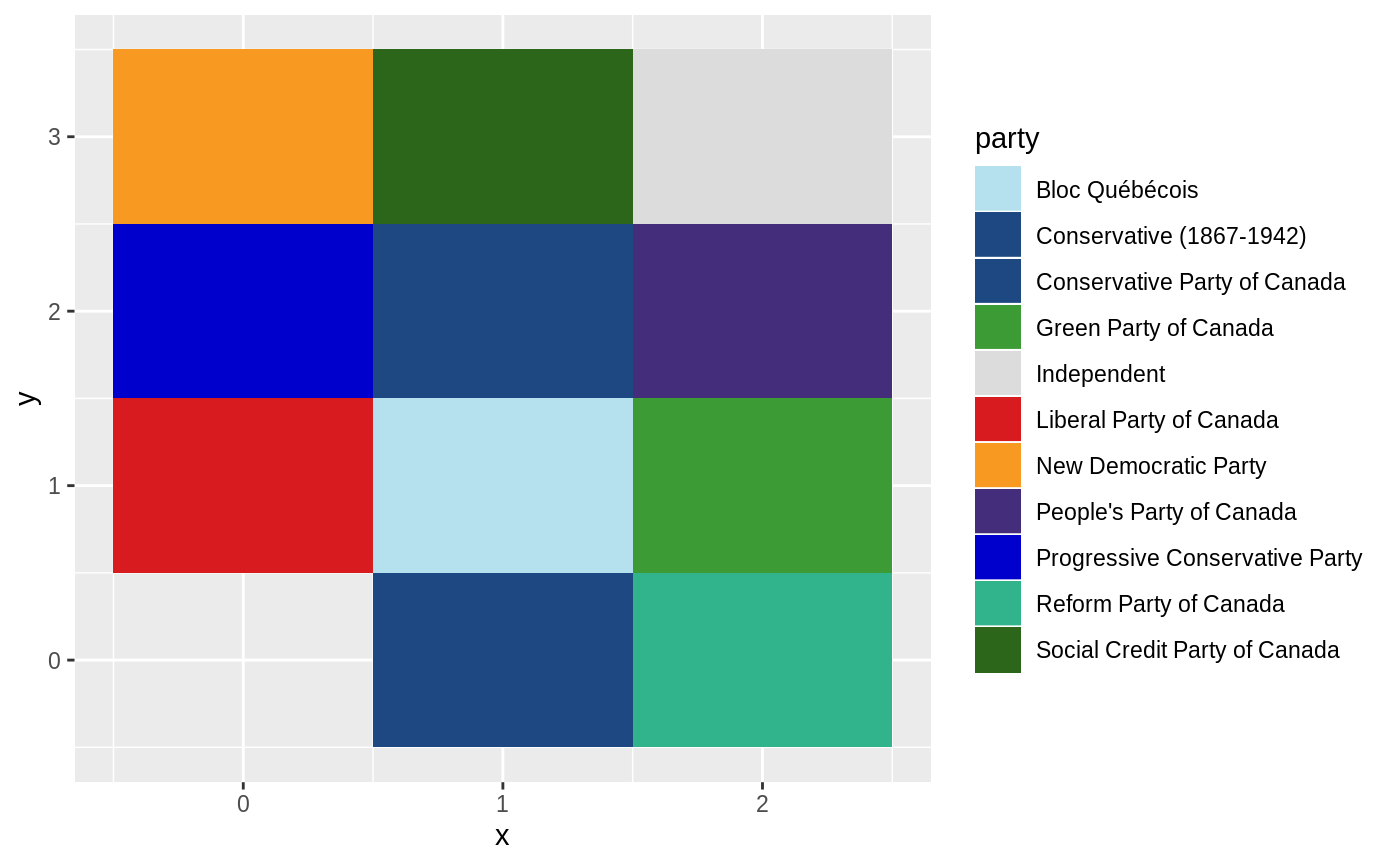 3
2
1
0
y
0
1
2
x
party
Bloc Québécois
Conservative (1867-1942)
Conservative Party of Canada
Green Party of Canada
Independent
Liberal Party of Canada
New Democratic Party
People's Party of Canada
Progressive Conservative Party
Reform Party of Canada
Social Credit Party of Canada